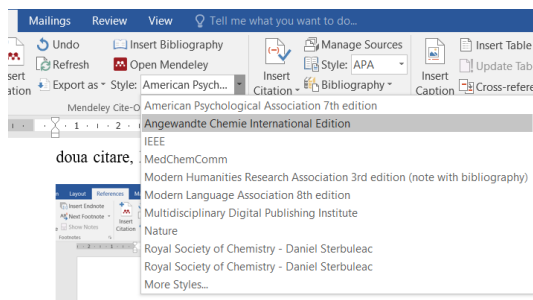 Mailings Review View Tell me what you want to do...
Undo Insert Bibliography Manage Sources Insert Table
Refresh Open Mendeley Style: APA Update Tab
Export as Style: American Psych... Insert Citation Bibliography Insert Caption Cross-refere
sert
ation
Mendeley Cite-O
American Psychological Association 7th edition
1 1 2
Angewandte Chemie International Edition
IEEE
doua citare,
MedChemComm
Modern Humanities Research Association 3rd edition (note with bibliography)
Modern Language Association 8th edition
Multidisciplinary Digital Publishing Institute
Nature
Royal Society of Chemistry - Daniel Sterbuleac
Royal Society of Chemistry - Daniel Sterbuleac
More Styles...
Layout References M
Insert Endnote
Next Footnote
Show Notes
Insert
Citation
Footnotes